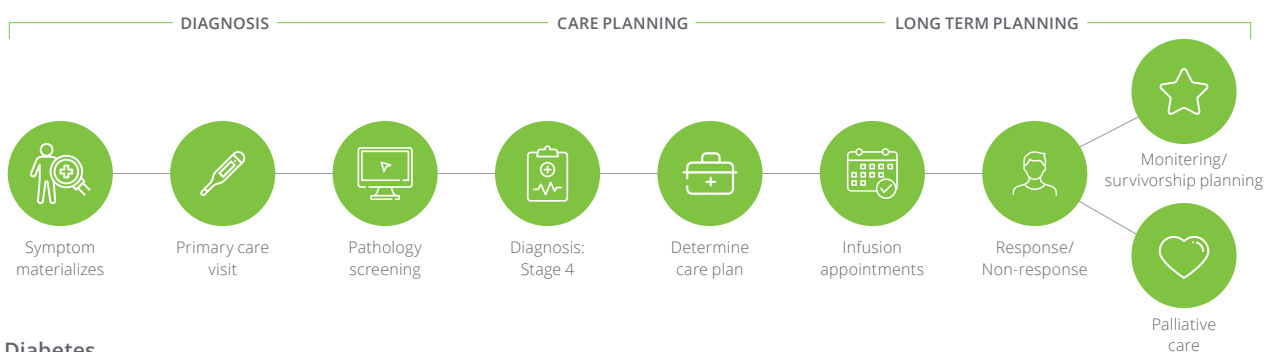 DIAGNOSIS
CARE PLANNING
LONG TERM PLANNING
Symptom
materializes
Primary care
visit
Pathology
screening
Diagnosis:
Stage 4
Determine
care plan
Infusion
appointments
Response/
Non-response
Monitering/
survivorship planning
Palliative
care
Diabetes